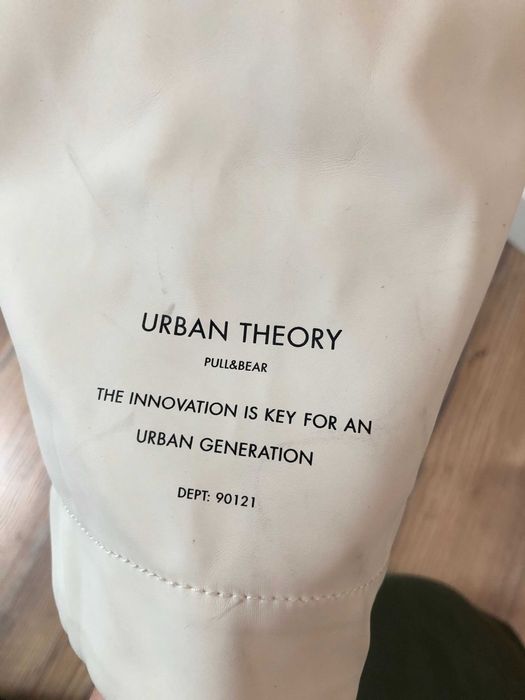 URBAN THEORY
PULL&BEAR
THE INNOVATION IS KEY FOR AN
URBAN GENERATION
DEPT: 90121